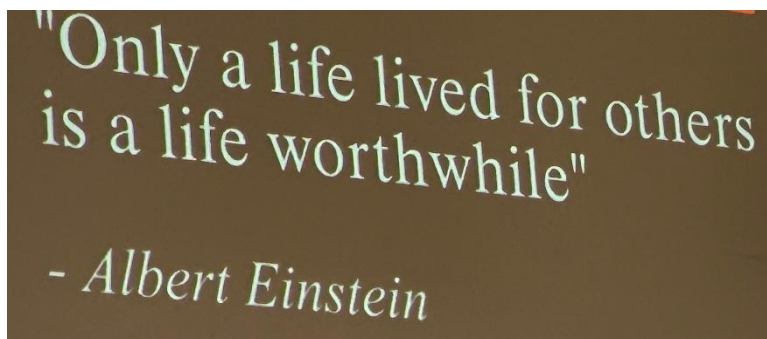 "Only a life lived for others
is a life worthwhile"
- Albert Einstein